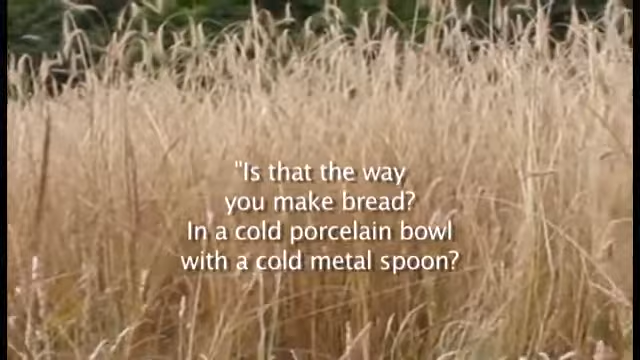 "Is that the way
you make bread?
In a cold porcelain bowl
with a cold metal spoon?